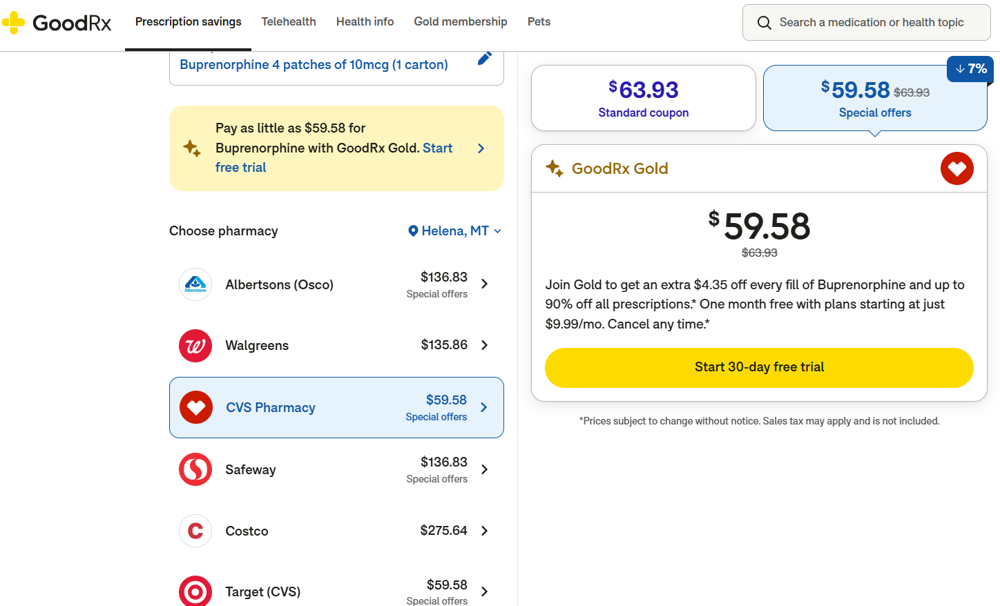 GoodRx
Prescription savings
Telehealth
Health info
Gold membership
Pets
Search a medication or health topic
Buprenorphine 4 patches of 10mcg (1 carton)
Pay as little as $59.58 for
Buprenorphine with GoodRx Gold. Start
free trial
Choose pharmacy
Helena, MT
Albertsons
Albertsons (Osco)
$136.83
Special offers
Walgreens
$135.86
CVS Pharmacy
$59.58
Special offers
Safeway
$136.83
Special offers
Costco
$275.64
Target (CVS)
$59.58
Special offers
$63.93
Standard coupon
↓ 7%
$59.58 $63.93
Special offers
GoodRx Gold
$59.58
$63.93
Join Gold to get an extra $4.35 off every fill of Buprenorphine and up to
90% off all prescriptions.* One month free with plans starting at just
$9.99/mo. Cancel any time.*
Start 30-day free trial
*Prices subject to change without notice. Sales tax may apply and is not included.